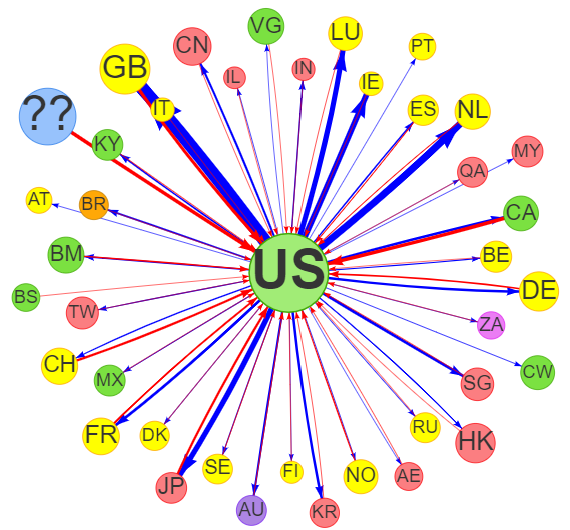 VG
LU
CN
PT
GB
IN
IL
IE
??
IT
ES
NL
KY
MY
QA
AT
BR
CA
BM
US
BE
BS
DE
TW
ZA
CH
CW
MX
SG
RU
FR
DK
HK
SE
FI
NO
AE
JP
AU
KR